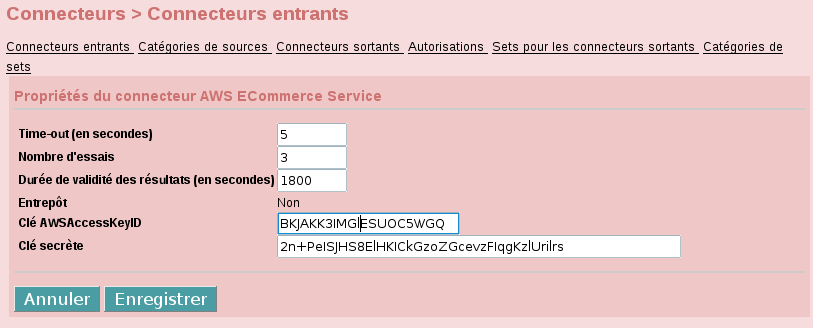 Connecteurs > Connecteurs entrants
Connecteurs entrants Catégories de sources Connecteurs sortants Autorisations Sets pour les connecteurs sortants Catégories de
sets
Propriétés du connecteur AWS ECommerce Service
Time-out (en secondes) 5
Nombre d'essais 3
Durée de validité des résultats (en secondes) 1800
Entrepôt Non
Clé AWSAccessKeyID BKJAKK3IMGlESUOC5WGQ
Clé secrète 2n+PeISJHS8ElHKICkGzoZGcevzFIqgKzlUrilrs
Annuler Enregistrer